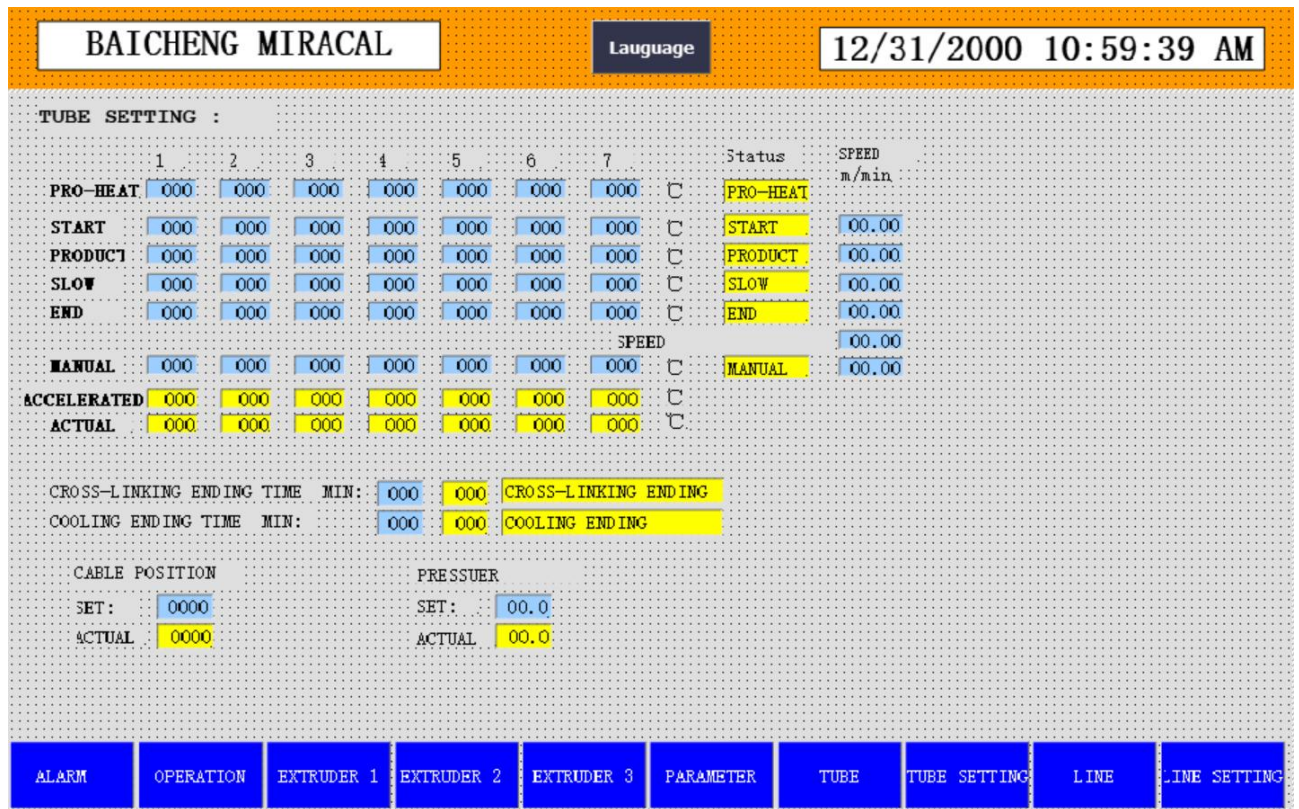 BAICHENG MIRACAL Lauguage 12/31/2000 10:59:39 AM
TUBE SETTING :
1 2 3 4 5 6 7 Status SPEED
m/min
PRO-HEAT 000 000 000 000 000 000 000 ℃ PRO-HEAT
START 000 000 000 000 000 000 000 ℃ START 00.00
PRODUCT 000 000 000 000 000 000 000 ℃ PRODUCT 00.00
SLOW 000 000 000 000 000 000 000 ℃ SLOW 00.00
END 000 000 000 000 000 000 000 ℃ END 00.00
SPEED 00.00
MANUAL 000 000 000 000 000 000 000 ℃ MANUAL 00.00
ACCELERATED 000 000 000 000 000 000 000 ℃
ACTUAL 000 000 000 000 000 000 000 ℃
CROSS-LINKING ENDING TIME MIN: 000 000 CROSS-LINKING ENDING
COOLING ENDING TIME MIN: 000 000 COOLING ENDING
CABLE POSITION PRESSUER
SET: 0000 SET: 00.0
ACTUAL 0000 ACTUAL 00.0
ALARM OPERATION EXTRUDER 1 EXTRUDER 2 EXTRUDER 3 PARAMETER TUBE TUBE SETTING LINE LINE SETTING